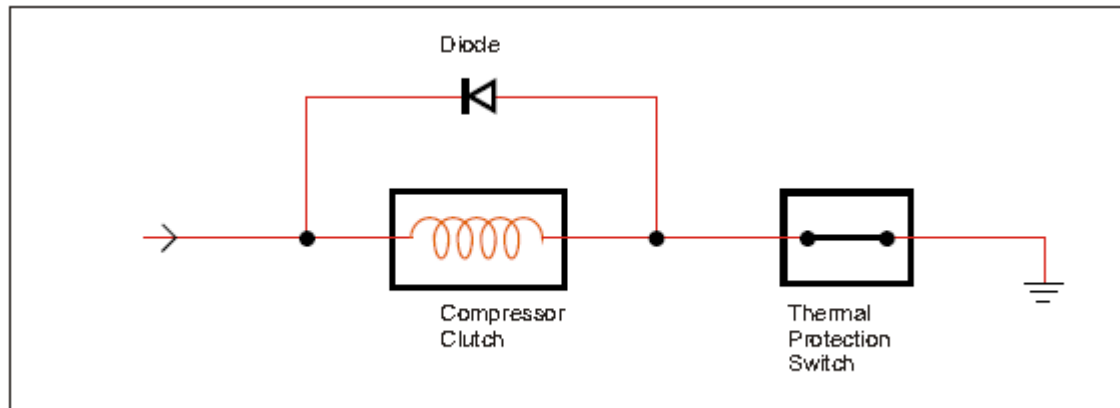 Diode
Compressor
Clutch
Thermal
Protection
Switch